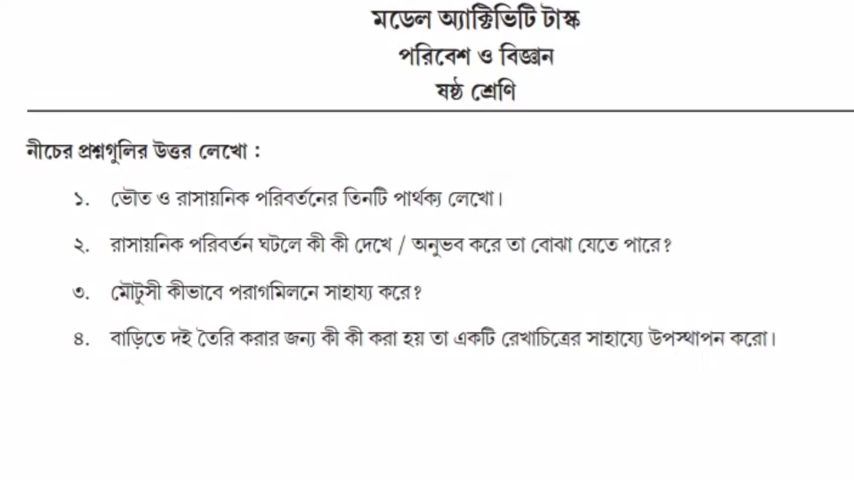 মডেল অ্যাক্টিভিটি টাস্ক
পরিবেশ ও বিজ্ঞান
ষষ্ঠ শ্রেণি
নীচের প্রশ্নগুলির উত্তর লেখো :
১. ভৌত ও রাসায়নিক পরিবর্তনের তিনটি পার্থক্য লেখো।
২. রাসায়নিক পরিবর্তন ঘটলে কী কী দেখে / অনুভব করে তা বোঝা যেতে পারে?
৩. মৌটুসী কীভাবে পরাগমিলনে সাহায্য করে?
৪. বাড়িতে দই তৈরি করার জন্য কী কী করা হয় তা একটি রেখাচিত্রের সাহায্যে উপস্থাপন করো।